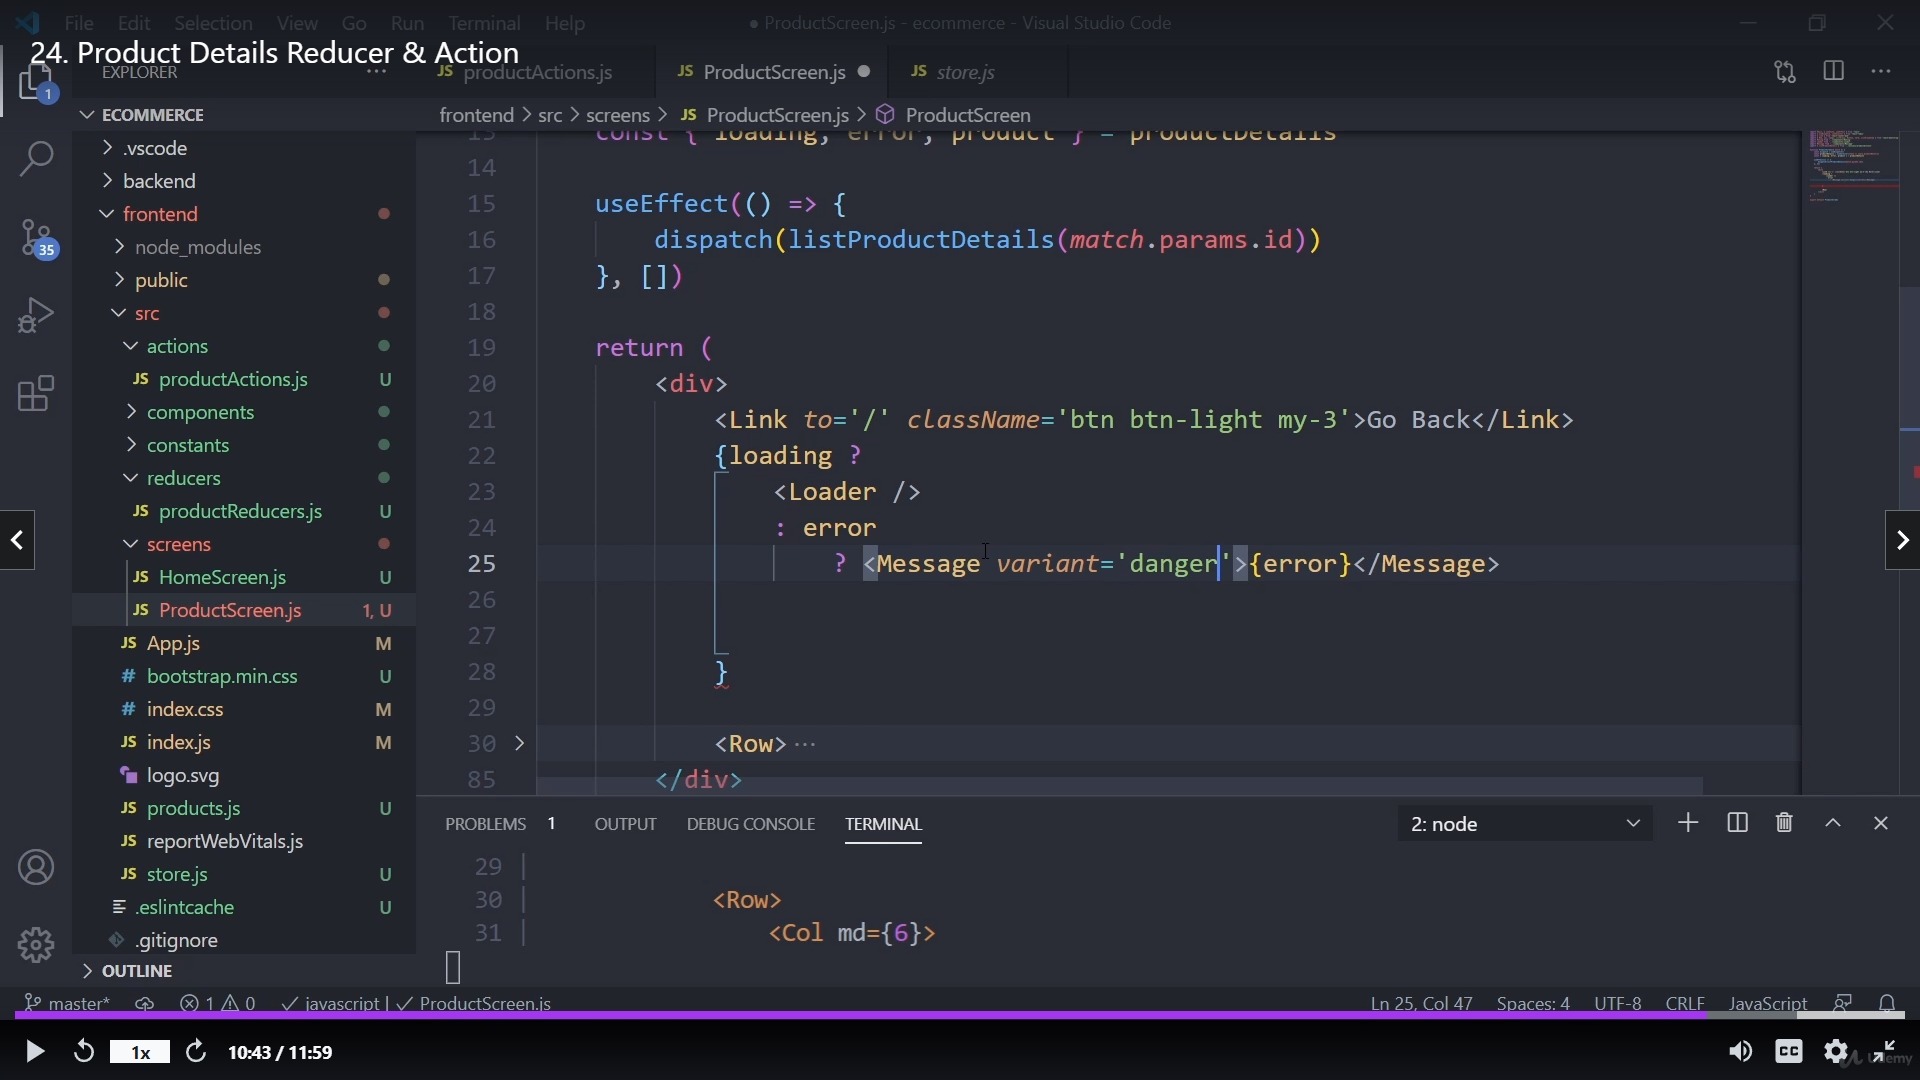 File Edit Selection View Go Run Terminal Help
● ProductScreen.js - ecommerce - Visual Studio Code
24. Product Details Reducer & Action
EXPLORER ···
JS productActions.js
JS ProductScreen.js ●
JS store.js
···
1
35
ECOMMERCE
.vscode
backend
frontend
node_modules
public
src
actions
JS productActions.js U
components
constants
reducers
JS productReducers.js U
screens
JS HomeScreen.js U
JS ProductScreen.js 1, U
JS App.js M
# bootstrap.min.css U
# index.css M
JS index.js M
logo.svg
JS products.js U
JS reportWebVitals.js
JS store.js U
.eslintcache U
.gitignore
OUTLINE
frontend > src > screens > JS ProductScreen.js > ProductScreen
13 const { loading, error, product } = productDetails
14
15 useEffect(() => {
16 dispatch(listProductDetails(match.params.id))
17 }, [])
18
19 return (
20 <div>
21 <Link to='/' className='btn btn-light my-3'>Go Back</Link>
22 {loading ?
23 <Loader />
24 : error
25 ? <Message variant='danger'>{error}</Message>
26
27
28 }
29
30 <Row>···
85 </div>
PROBLEMS 1 OUTPUT DEBUG CONSOLE TERMINAL 2: node
29 |
30 | <Row>
31 | <Col md={6}>
master* 1 0 javascript | ProductScreen.js Ln 25, Col 47 Spaces: 4 UTF-8 CRLF JavaScript
1x 10:43 / 11:59 CC
Udemy